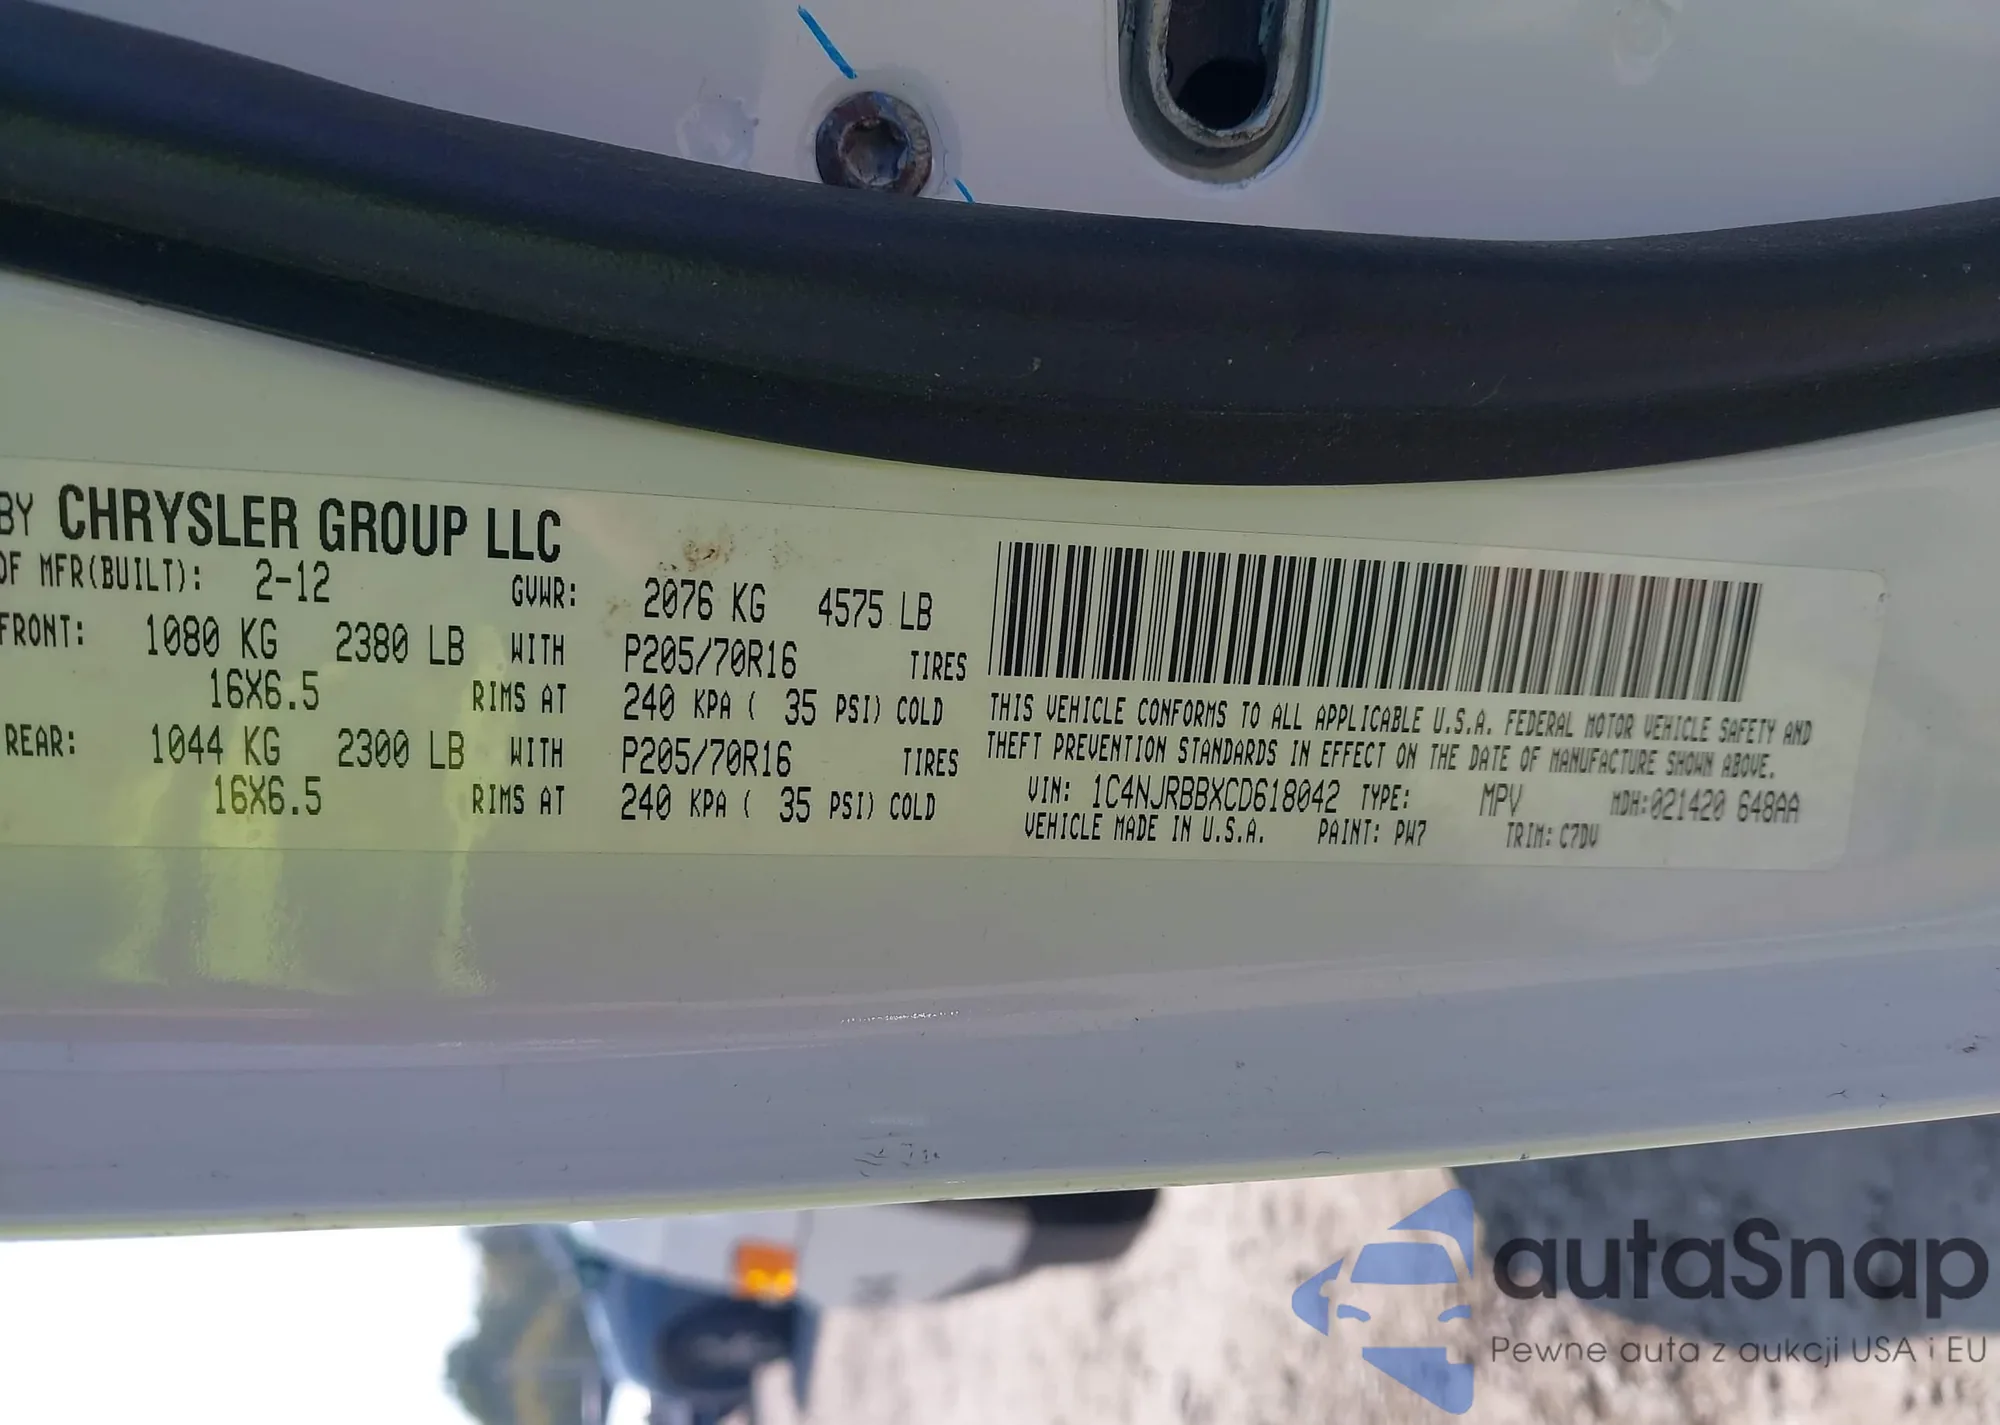 BY CHRYSLER GROUP LLC
OF MFR(BUILT): 2-12 GVWR: 2076 KG 4575 LB
FRONT: 1080 KG 2380 LB WITH P205/70R16 TIRES
16X6.5 RIMS AT 240 KPA ( 35 PSI) COLD
REAR: 1044 KG 2300 LB WITH P205/70R16 TIRES
16X6.5 RIMS AT 240 KPA ( 35 PSI) COLD
THIS VEHICLE CONFORMS TO ALL APPLICABLE U.S.A. FEDERAL MOTOR VEHICLE SAFETY AND
THEFT PREVENTION STANDARDS IN EFFECT ON THE DATE OF MANUFACTURE SHOWN ABOVE.
VIN: 1C4NJRBBXCD618042 TYPE: MPV MDH:021420 648AA
VEHICLE MADE IN U.S.A. PAINT: PW7 TRIM: C7DV
autaSnap
Pewne auta z aukcji USA i EU